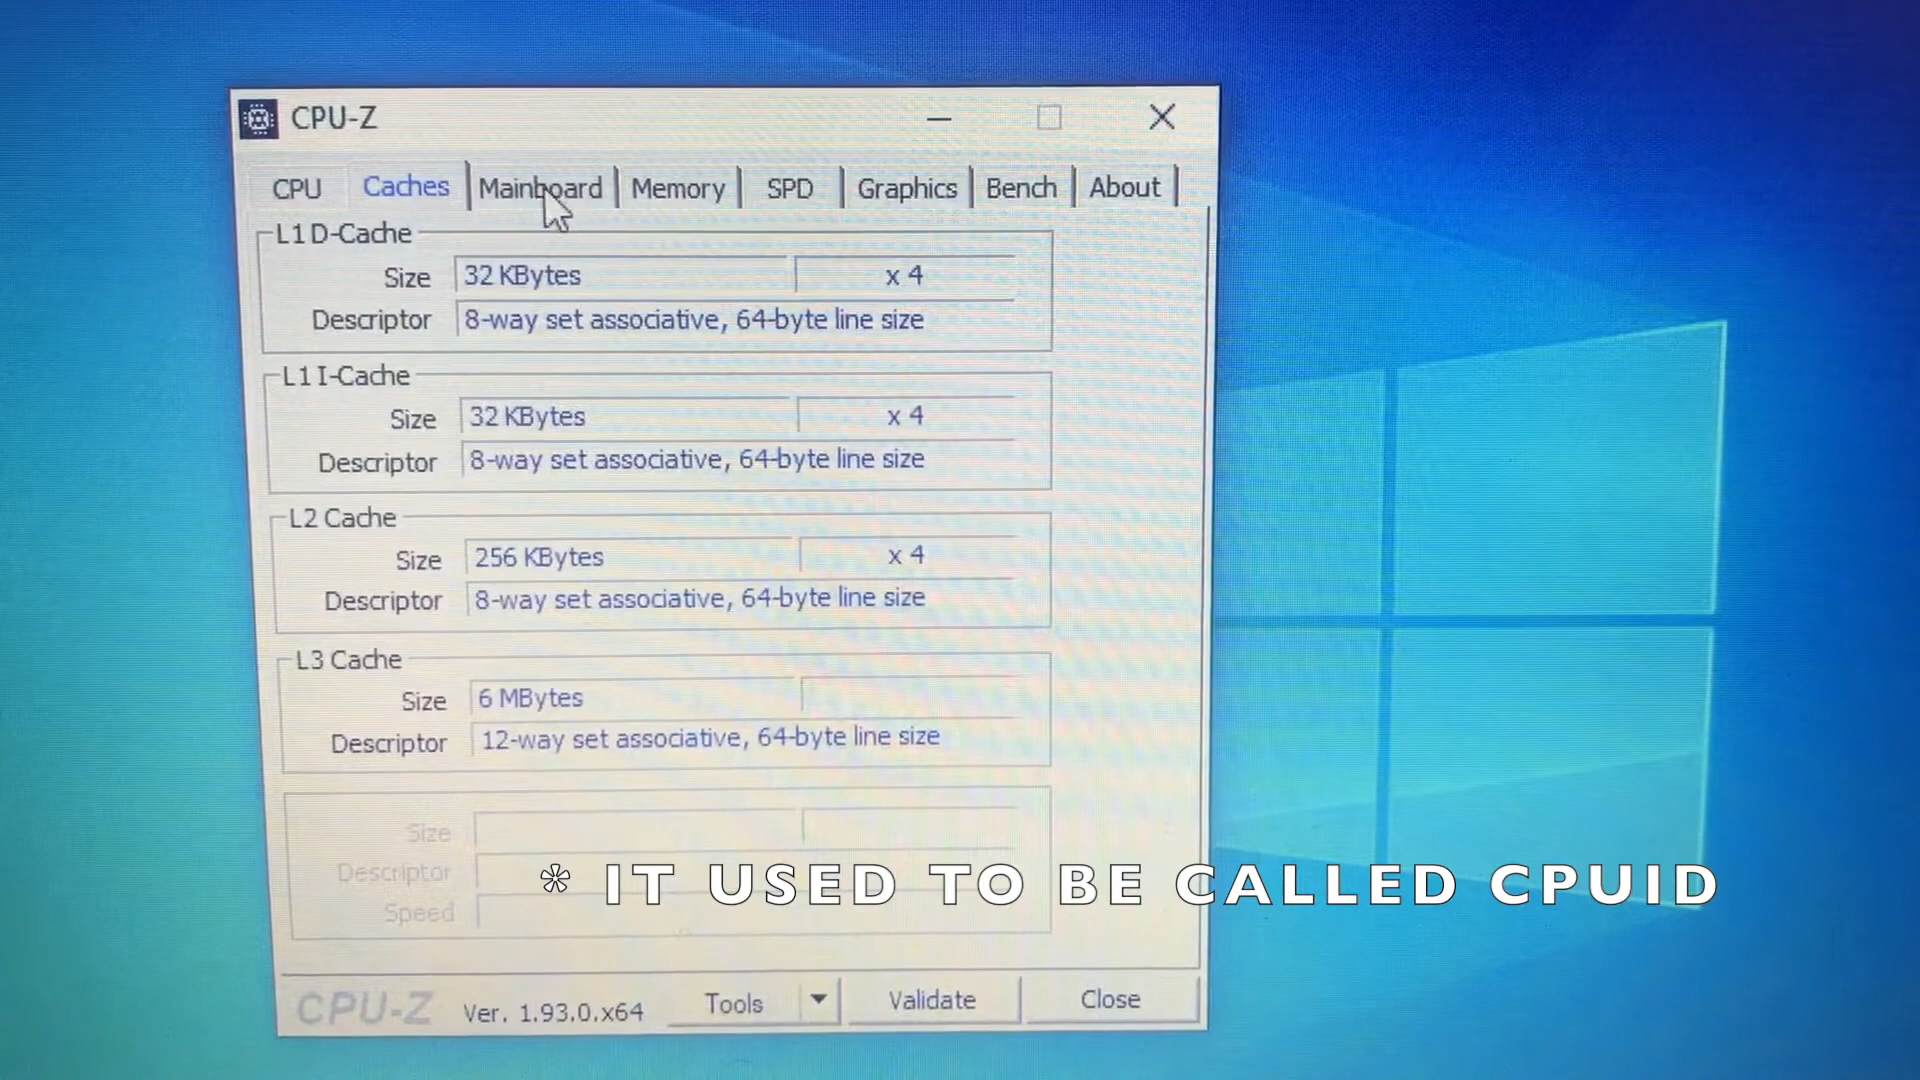 CPU-Z
CPU Caches Mainboard Memory SPD Graphics Bench About
L1 D-Cache
Size 32 KBytes x 4
Descriptor 8-way set associative, 64-byte line size
L1 I-Cache
Size 32 KBytes x 4
Descriptor 8-way set associative, 64-byte line size
L2 Cache
Size 256 KBytes x 4
Descriptor 8-way set associative, 64-byte line size
L3 Cache
Size 6 MBytes
Descriptor 12-way set associative, 64-byte line size
Size
Descriptor
Speed
* IT USED TO BE CALLED CPUID
CPU-Z Ver. 1.93.0.x64 Tools Validate Close